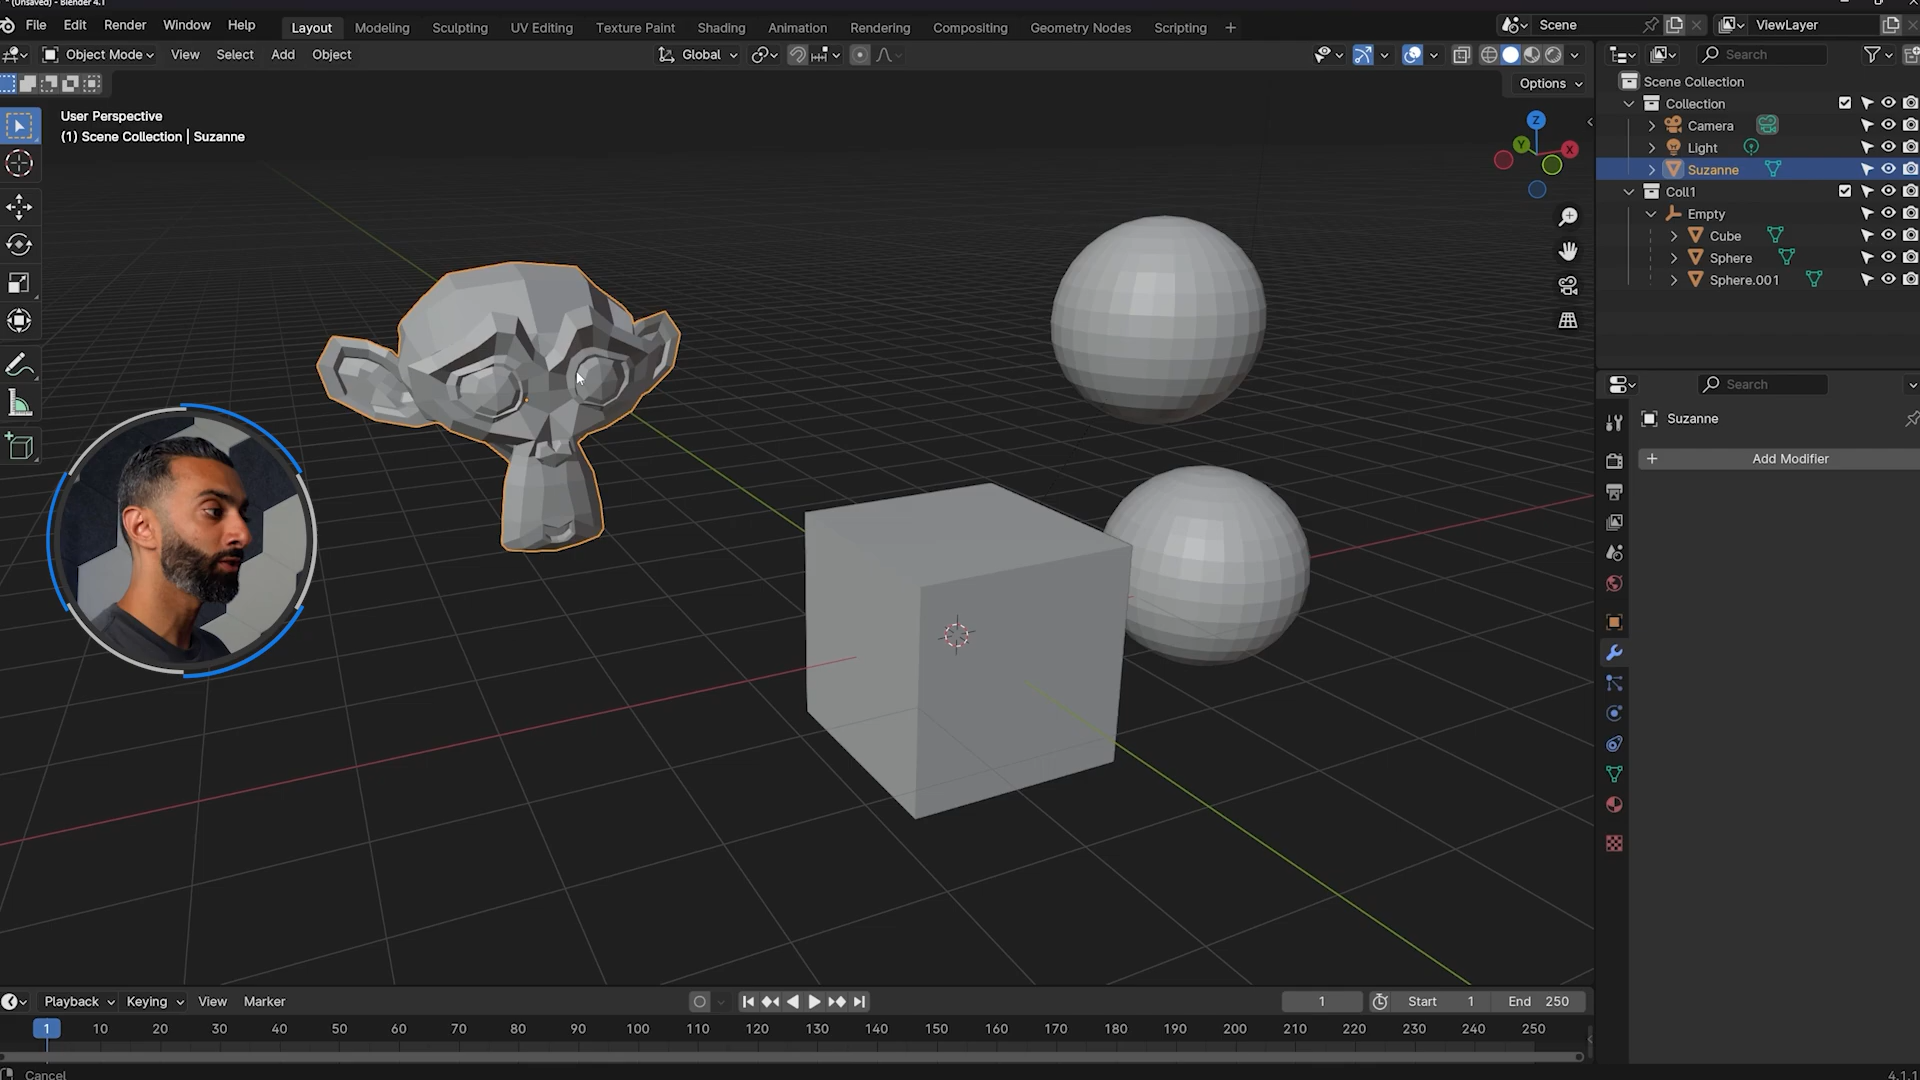 * (Unsaved) - Blender 4.1
File Edit Render Window Help Layout Modeling Sculpting UV Editing Texture Paint Shading Animation Rendering Compositing Geometry Nodes Scripting + Scene ViewLayer
Object Mode View Select Add Object Global Search
Options
User Perspective
(1) Scene Collection | Suzanne
Z
Y
X
Scene Collection
Collection
Camera
Light
Suzanne
Coll1
Empty
Cube
Sphere
Sphere.001
Search
Suzanne
+ Add Modifier
Playback Keying View Marker 1 Start 1 End 250
1 10 20 30 40 50 60 70 80 90 100 110 120 130 140 150 160 170 180 190 200 210 220 230 240 250
Cancel 4.1.1